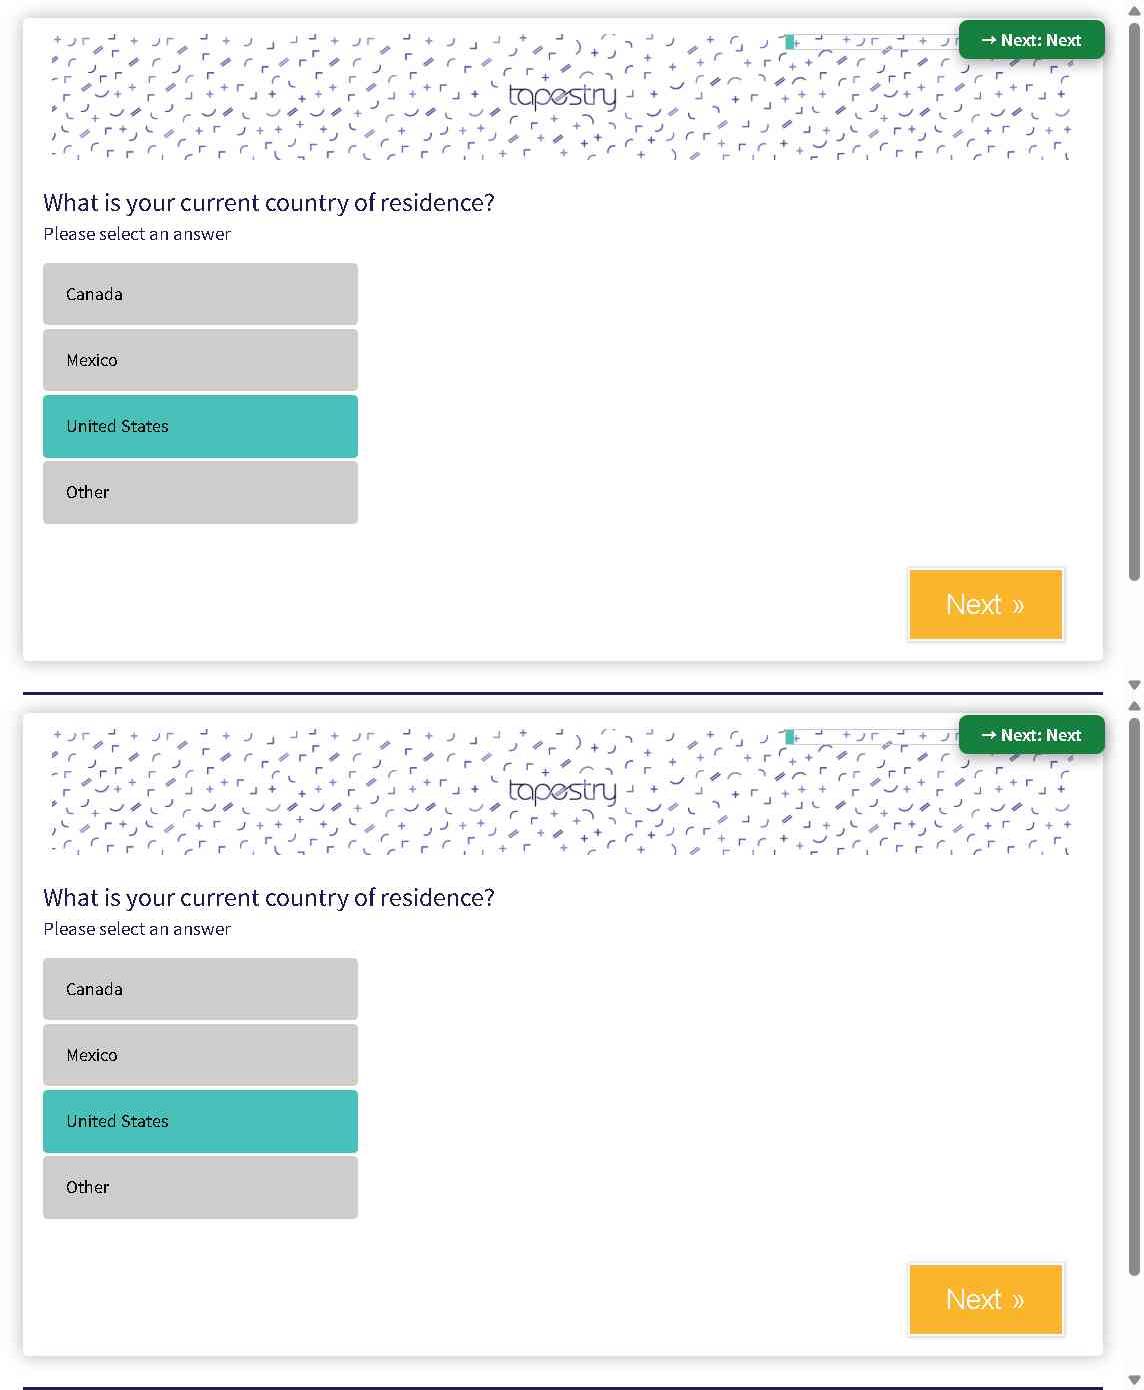 → Next: Next
tapestry
What is your current country of residence?
Please select an answer
Canada
Mexico
United States
Other
Next »
→ Next: Next
tapestry
What is your current country of residence?
Please select an answer
Canada
Mexico
United States
Other
Next »